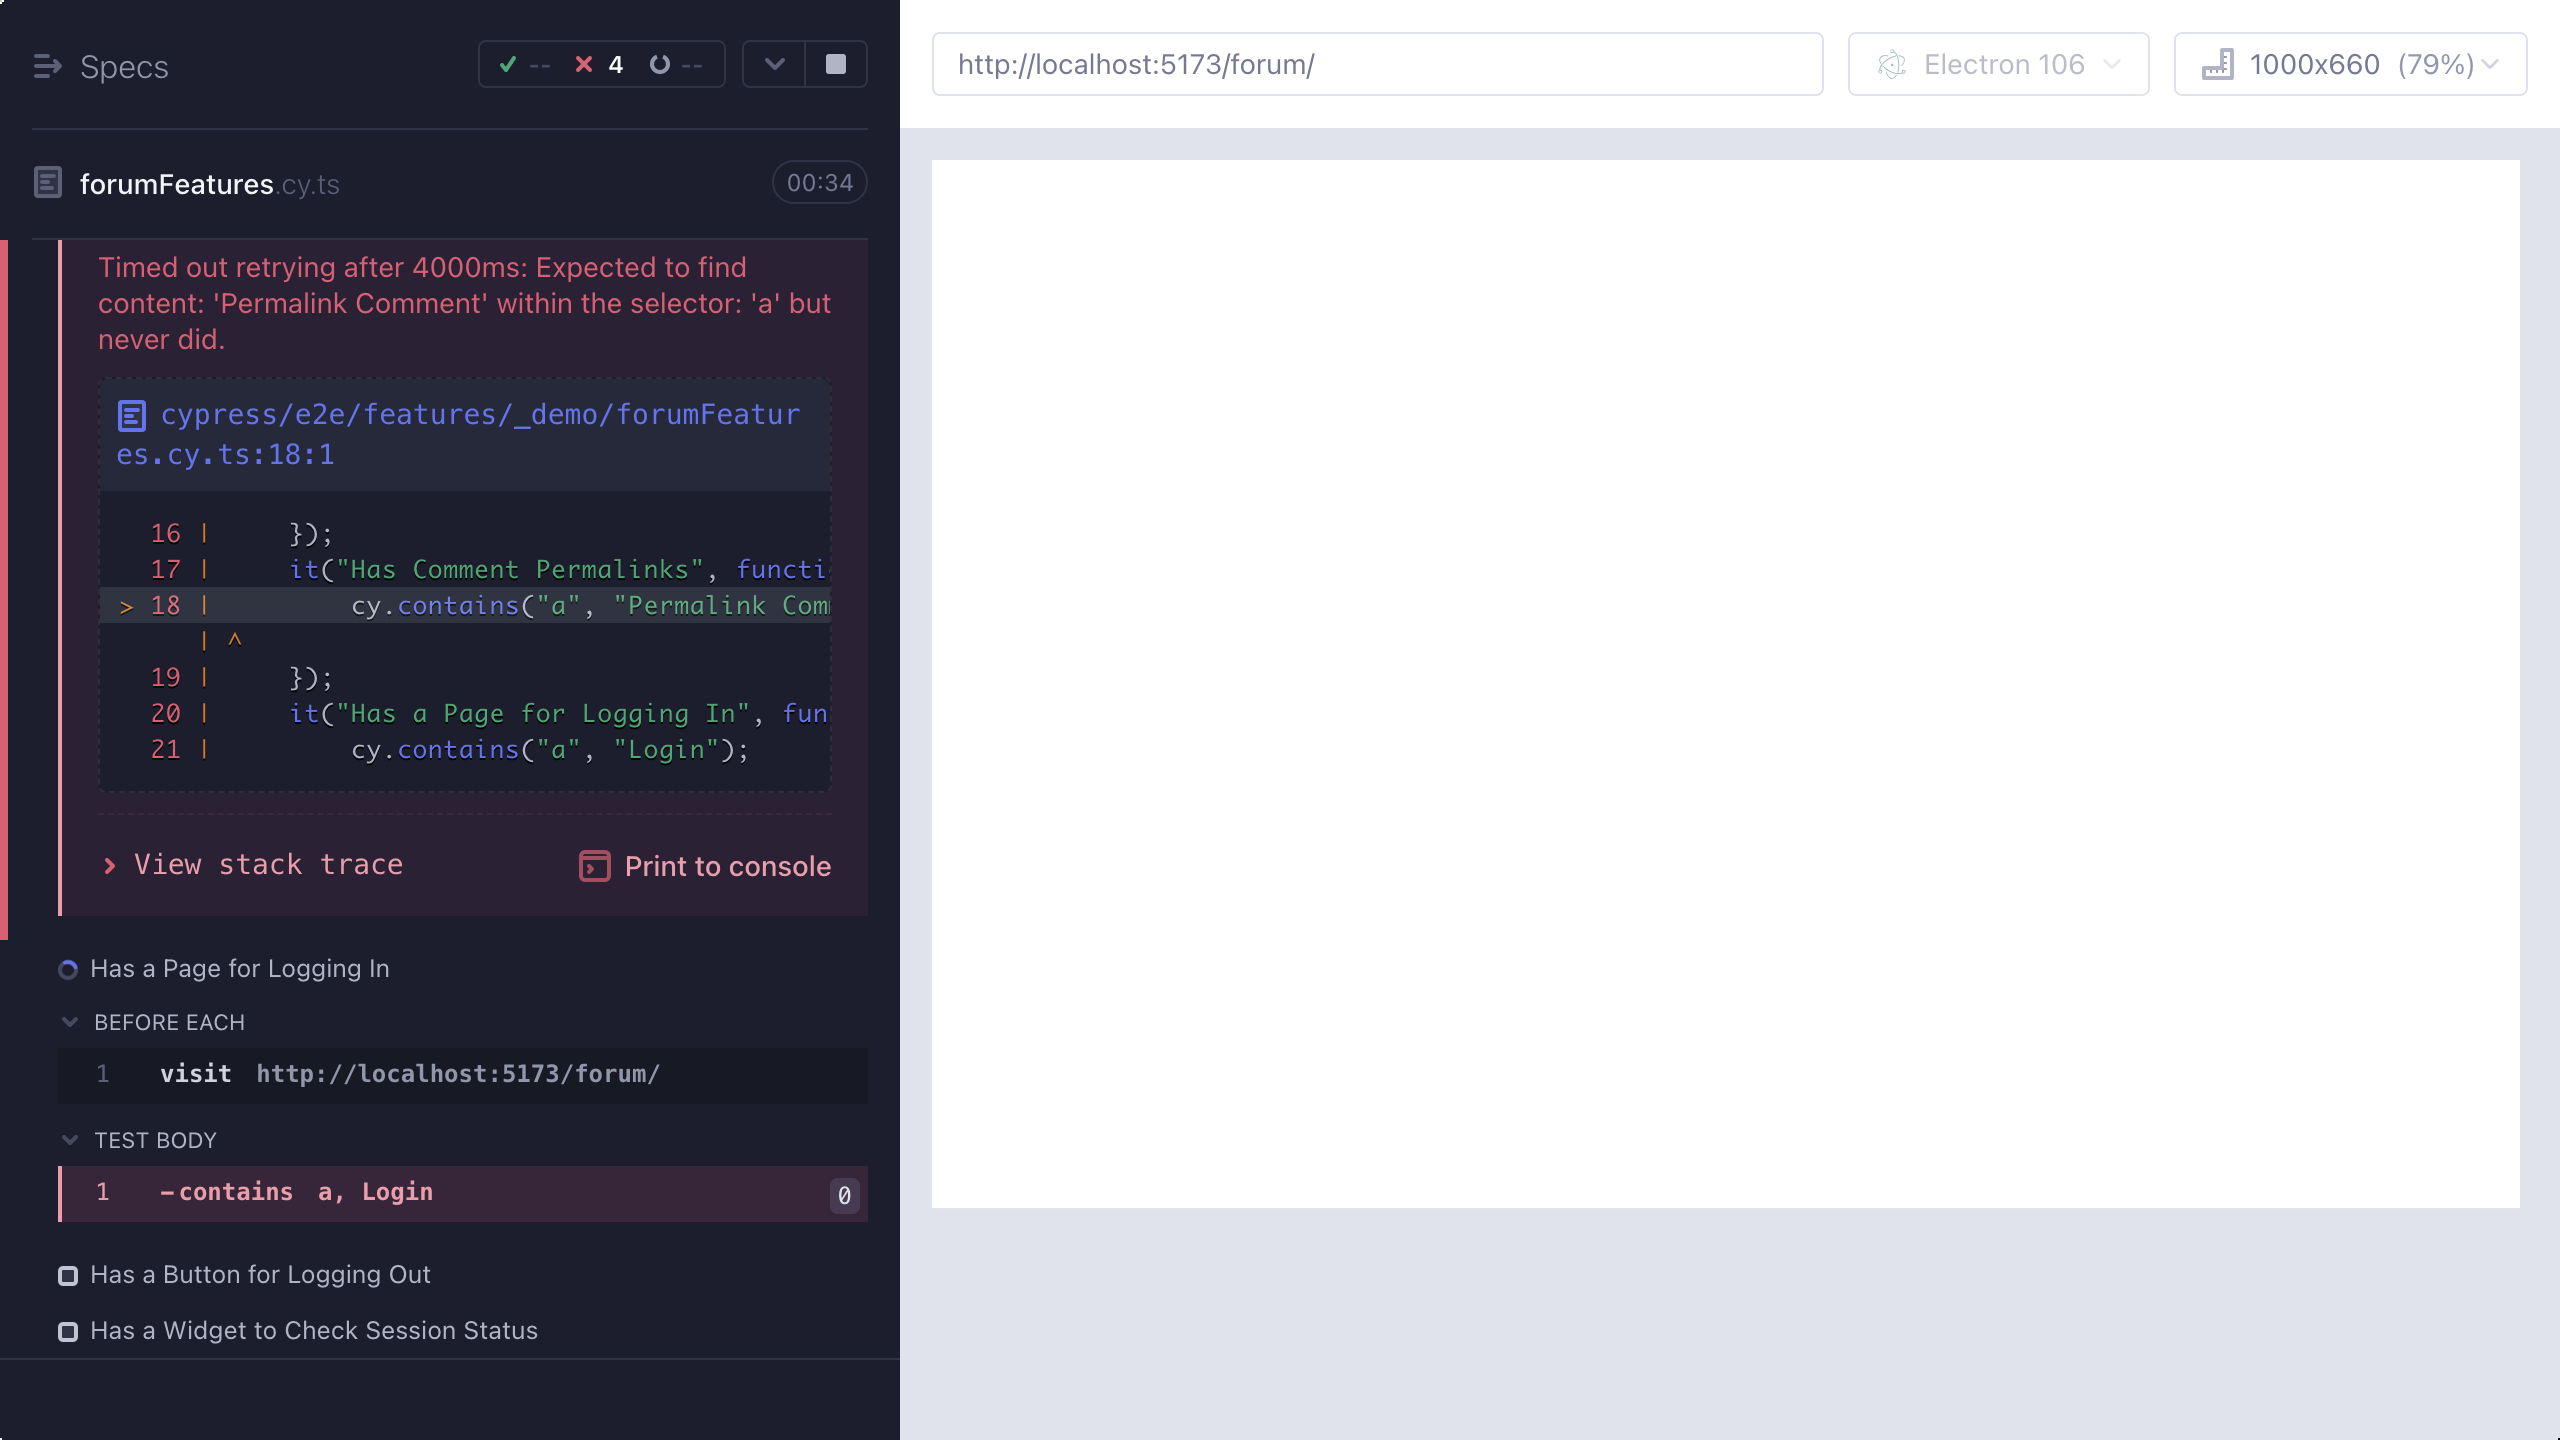 Specs
-- 4 --
forumFeatures.cy.ts
00:34
Timed out retrying after 4000ms: Expected to find
content: 'Permalink Comment' within the selector: 'a' but
never did.
cypress/e2e/features/_demo/forumFeatur
es.cy.ts:18:1
16 |     });
17 |     it("Has Comment Permalinks", functi
> 18 |         cy.contains("a", "Permalink Com
| ^
19 |     });
20 |     it("Has a Page for Logging In", fun
21 |         cy.contains("a", "Login");
View stack trace
Print to console
Has a Page for Logging In
BEFORE EACH
1 visit http://localhost:5173/forum/
TEST BODY
1 -contains a, Login 0
Has a Button for Logging Out
Has a Widget to Check Session Status
http://localhost:5173/forum/
Electron 106
1000x660 (79%)